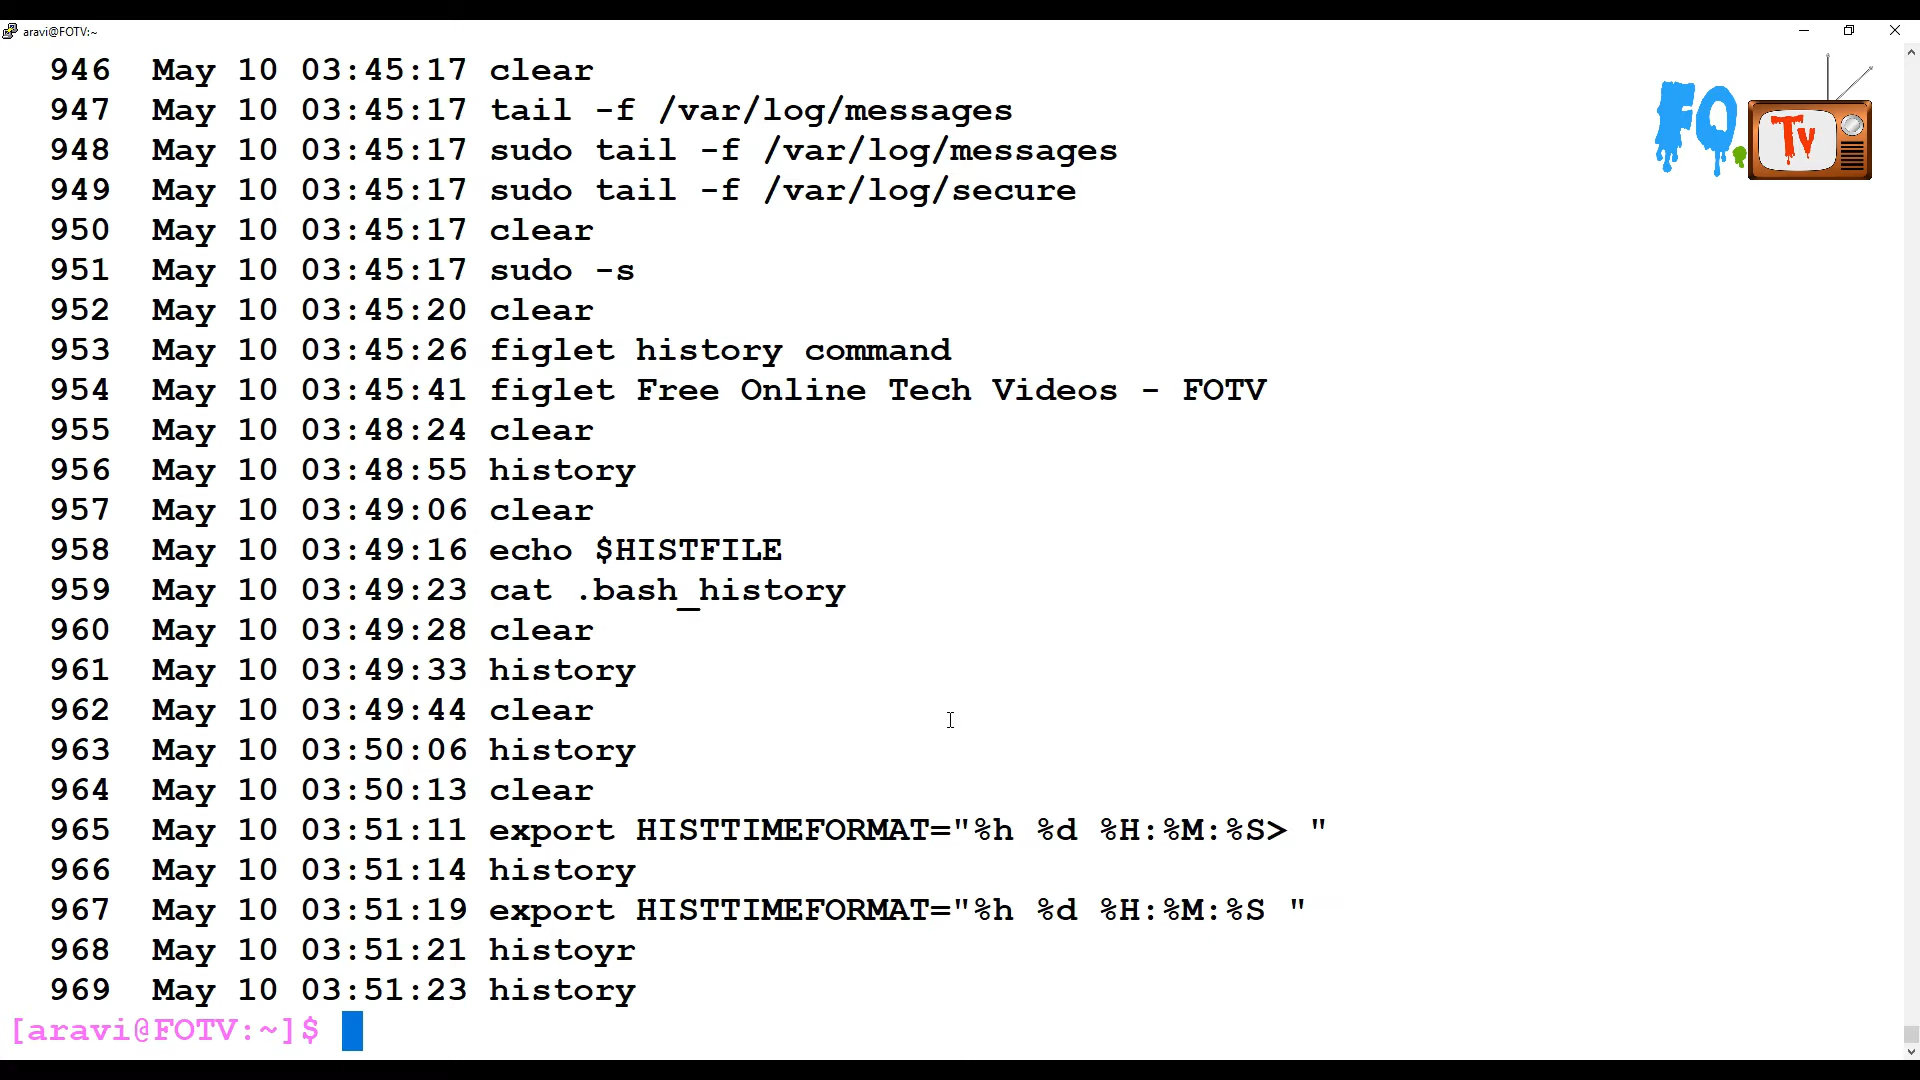 aravi@FOTV:~
946 May 10 03:45:17 clear
947 May 10 03:45:17 tail -f /var/log/messages
948 May 10 03:45:17 sudo tail -f /var/log/messages
949 May 10 03:45:17 sudo tail -f /var/log/secure
950 May 10 03:45:17 clear
951 May 10 03:45:17 sudo -s
952 May 10 03:45:20 clear
953 May 10 03:45:26 figlet history command
954 May 10 03:45:41 figlet Free Online Tech Videos - FOTV
955 May 10 03:48:24 clear
956 May 10 03:48:55 history
957 May 10 03:49:06 clear
958 May 10 03:49:16 echo $HISTFILE
959 May 10 03:49:23 cat .bash_history
960 May 10 03:49:28 clear
961 May 10 03:49:33 history
962 May 10 03:49:44 clear
963 May 10 03:50:06 history
964 May 10 03:50:13 clear
965 May 10 03:51:11 export HISTTIMEFORMAT="%h %d %H:%M:%S> "
966 May 10 03:51:14 history
967 May 10 03:51:19 export HISTTIMEFORMAT="%h %d %H:%M:%S "
968 May 10 03:51:21 histoyr
969 May 10 03:51:23 history
[aravi@FOTV:~]$
FO.Tv